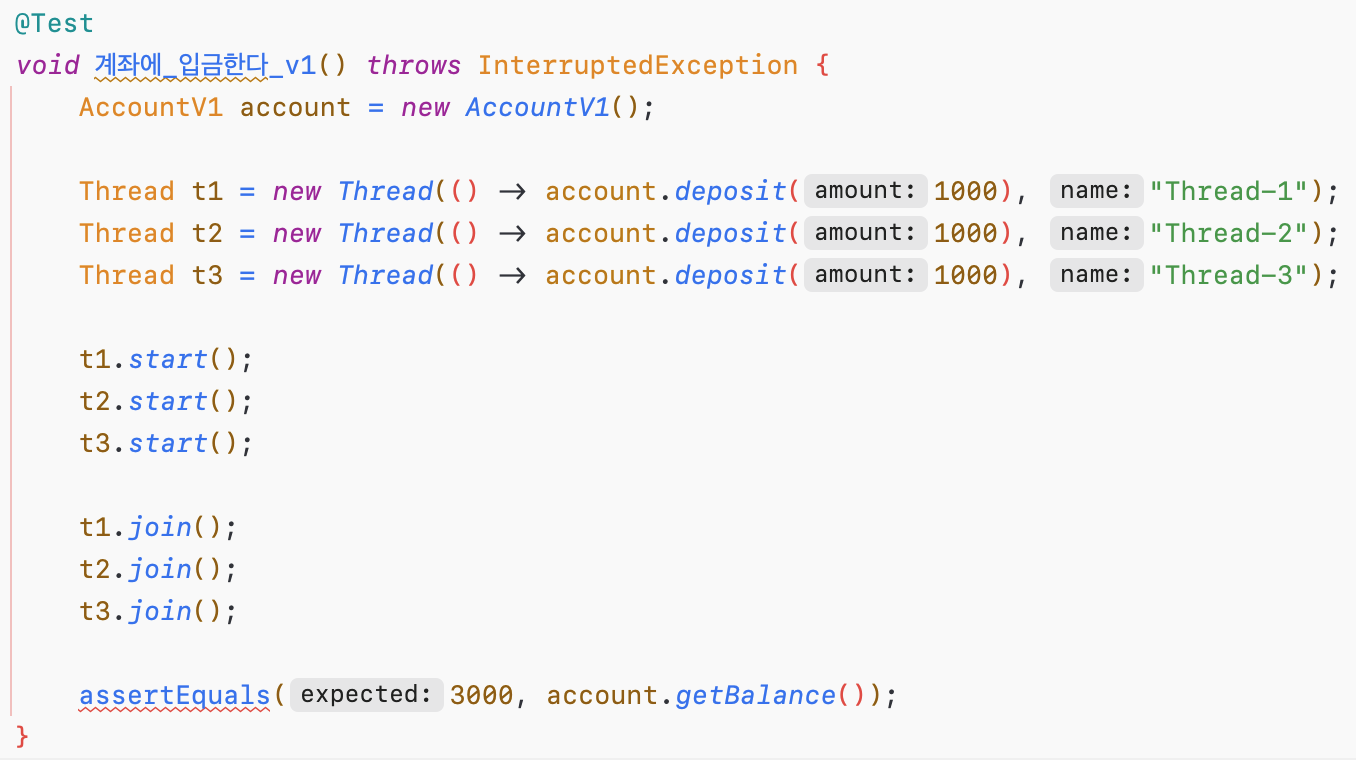 @Test
void 계좌에_입금한다_v1() throws InterruptedException {
AccountV1 account = new AccountV1();
Thread t1 = new Thread(() -> account.deposit( amount: 1000), name: "Thread-1");
Thread t2 = new Thread(() -> account.deposit( amount: 1000), name: "Thread-2");
Thread t3 = new Thread(() -> account.deposit( amount: 1000), name: "Thread-3");
t1.start();
t2.start();
t3.start();
t1.join();
t2.join();
t3.join();
assertEquals( expected: 3000, account.getBalance());
}